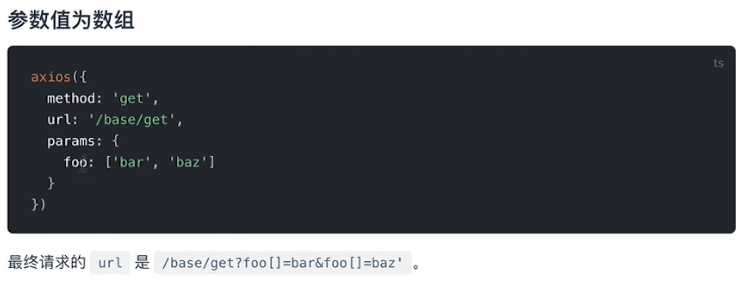 参数值为数组
ts
axios({
  method: 'get',
  url: '/base/get',
  params: {
    foo: ['bar', 'baz']
  }
})
最终请求的 url 是 /base/get?foo[]=bar&foo[]=baz' 。